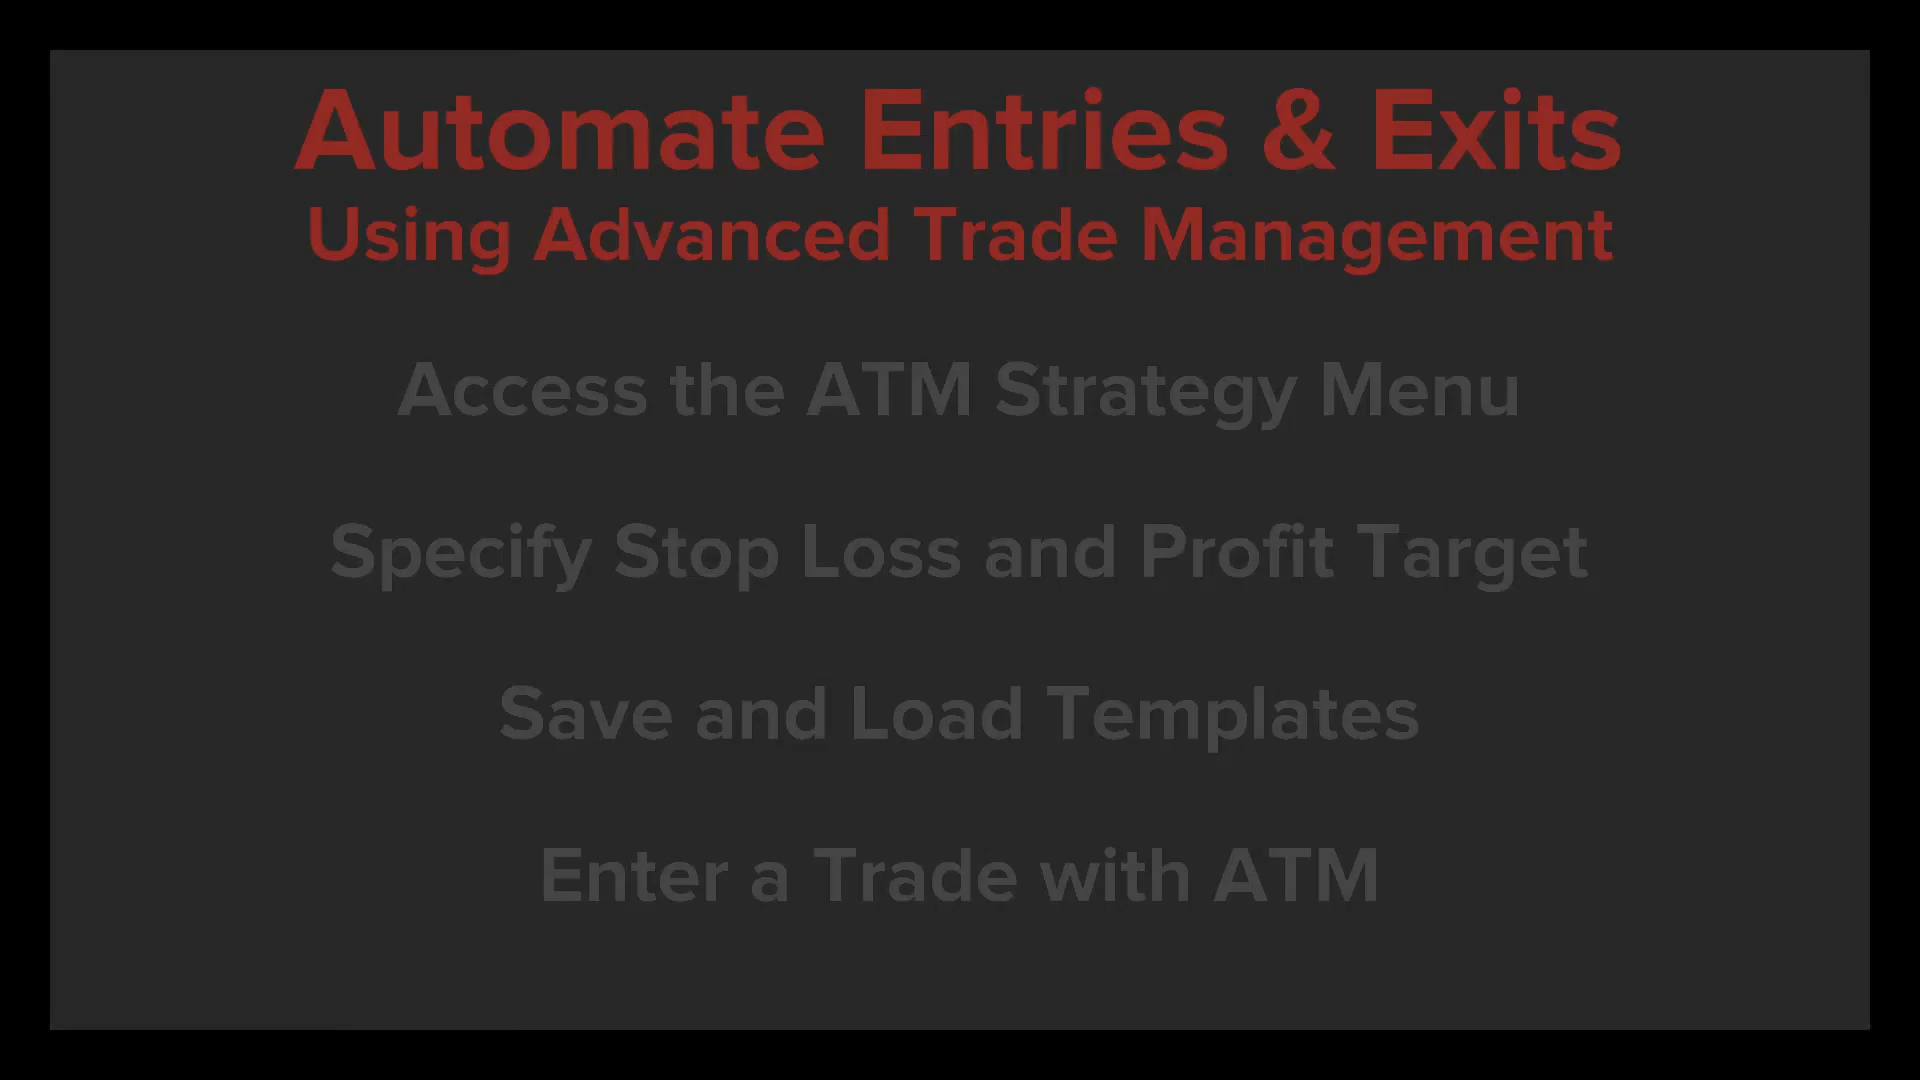 Automate Entries & Exits
Using Advanced Trade Management
Access the ATM Strategy Menu
Specify Stop Loss and Profit Target
Save and Load Templates
Enter a Trade with ATM